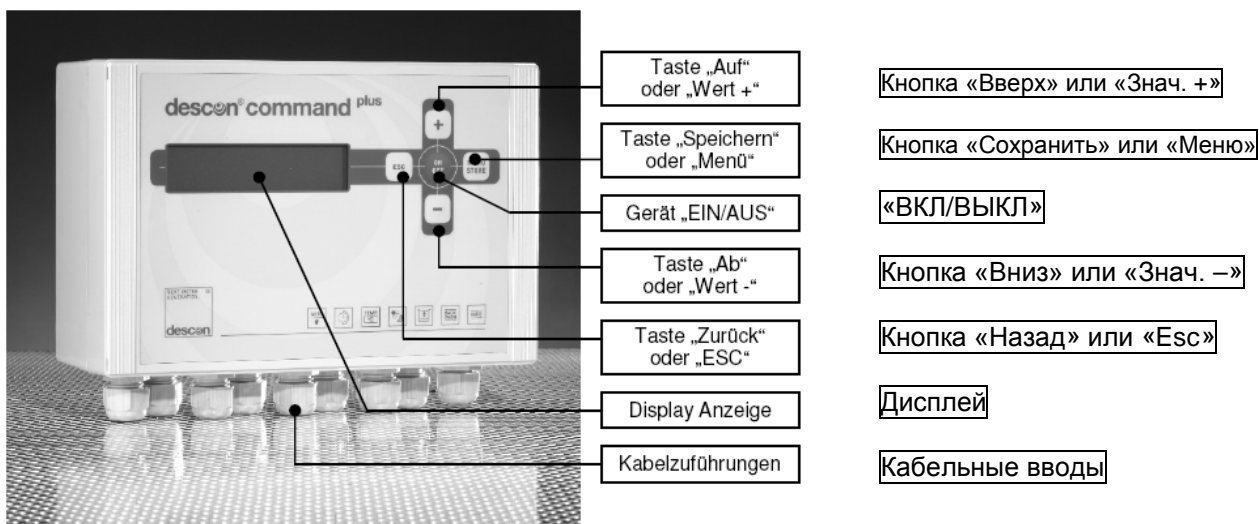 descon® command plus
+
ESC
STORE
–
descon
Taste „Auf“
oder „Wert +“
Taste „Speichern“
oder „Menü“
Gerät „EIN/AUS“
Taste „Ab“
oder „Wert -“
Taste „Zurück“
oder „ESC“
Display Anzeige
Kabelzuführungen
Кнопка «Вверх» или «Знач. +»
Кнопка «Сохранить» или «Меню»
«ВКЛ/ВЫКЛ»
Кнопка «Вниз» или «Знач. –»
Кнопка «Назад» или «Esc»
Дисплей
Кабельные вводы